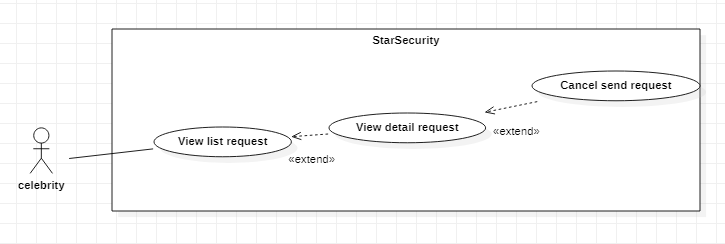 StarSecurity
Cancel send request
View detail request
«extend»
View list request
«extend»
celebrity